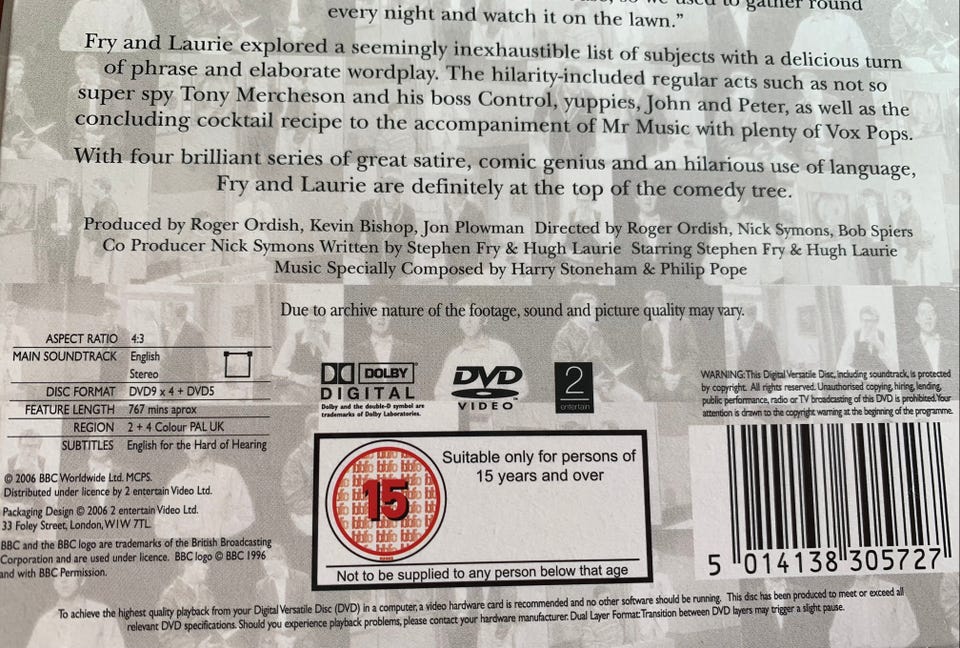 to gather round
every night and watch it on the lawn.”
Fry and Laurie explored a seemingly inexhaustible list of subjects with a delicious turn
of phrase and elaborate wordplay. The hilarity-included regular acts such as not so
super spy Tony Mercheson and his boss Control, yuppies, John and Peter, as well as the
concluding cocktail recipe to the accompaniment of Mr Music with plenty of Vox Pops.
With four brilliant series of great satire, comic genius and an hilarious use of language,
Fry and Laurie are definitely at the top of the comedy tree.
Produced by Roger Ordish, Kevin Bishop, Jon Plowman Directed by Roger Ordish, Nick Symons, Bob Spiers
Co Producer Nick Symons Written by Stephen Fry & Hugh Laurie Starring Stephen Fry & Hugh Laurie
Music Specially Composed by Harry Stoneham & Philip Pope
Due to archive nature of the footage, sound and picture quality may vary.
ASPECT RATIO 4:3
MAIN SOUNDTRACK English
Stereo
DISC FORMAT DVD9 x 4 + DVD5
FEATURE LENGTH 767 mins aprox
REGION 2 + 4 Colour PAL UK
SUBTITLES English for the Hard of Hearing
© 2006 BBC Worldwide Ltd. MCPS.
Distributed under licence by 2 entertain Video Ltd.
Packaging Design © 2006 2 entertain Video Ltd.
33 Foley Street, London, W1W 7TL
BBC and the BBC logo are trademarks of the British Broadcasting
Corporation and are used under licence. BBC logo © BBC 1996
and with BBC Permission.
DOLBY
DIGITAL
Dolby and the double-D symbol are
trademarks of Dolby Laboratories.
DVD
VIDEO
2
entertain
bbfc
15
Suitable only for persons of
15 years and over
Not to be supplied to any person below that age
WARNING: This Digital Versatile Disc, including soundtrack, is protected
by copyright. All rights reserved. Unauthorised copying, hiring, lending,
public performance, radio or TV broadcasting of this DVD is prohibited. Your
attention is drawn to the copyright warning at the beginning of the programme.
5 014138 305727
To achieve the highest quality playback from your Digital Versatile Disc (DVD) in a computer, a video hardware card is recommended and no other software should be running. This disc has been produced to meet or exceed all
relevant DVD specifications. Should you experience playback problems, please contact your hardware manufacturer. Dual Layer Format: Transition between DVD layers may trigger a slight pause.